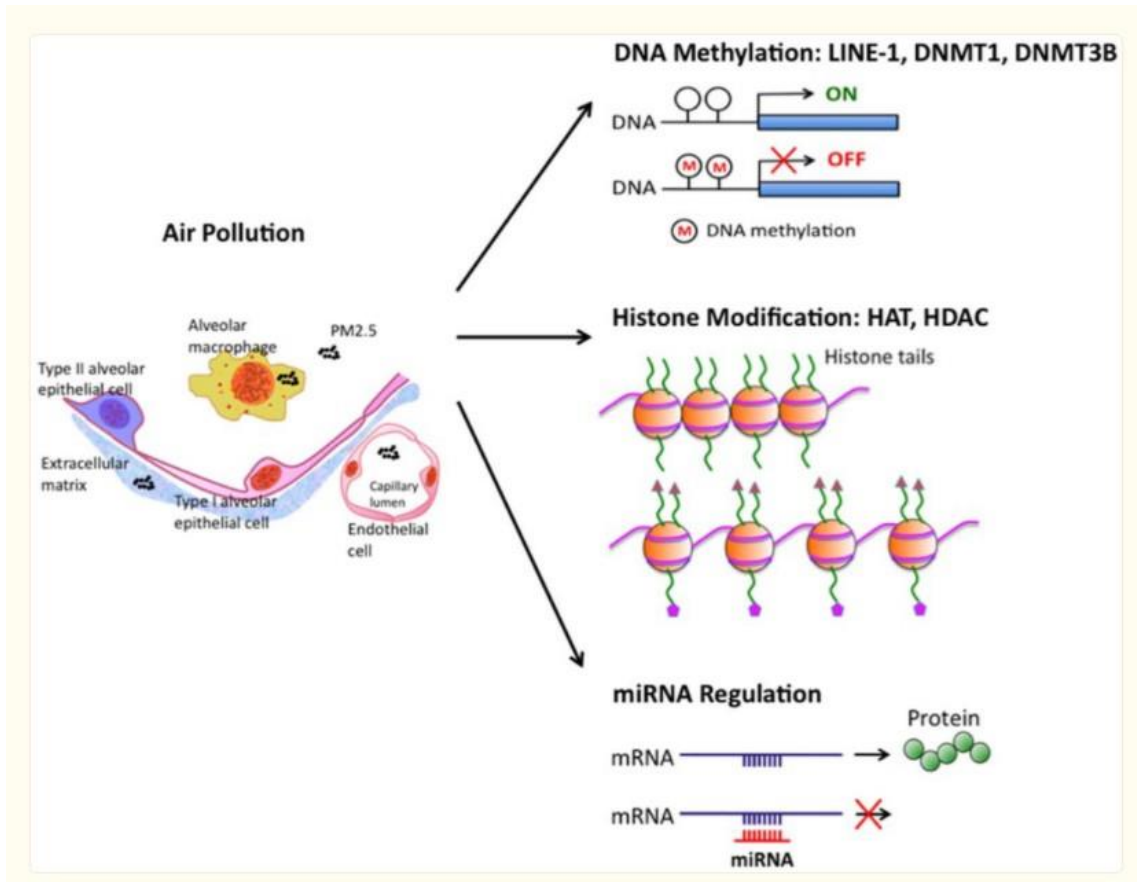 DNA Methylation: LINE-1, DNMT1, DNMT3B
DNA
ON
DNA
M
M
OFF
M
DNA methylation
Air Pollution
Alveolar
macrophage
PM2.5
Type II alveolar
epithelial cell
Extracellular
matrix
Type I alveolar
epithelial cell
Capillary
lumen
Endothelial
cell
Histone Modification: HAT, HDAC
Histone tails
miRNA Regulation
Protein
mRNA
mRNA
miRNA